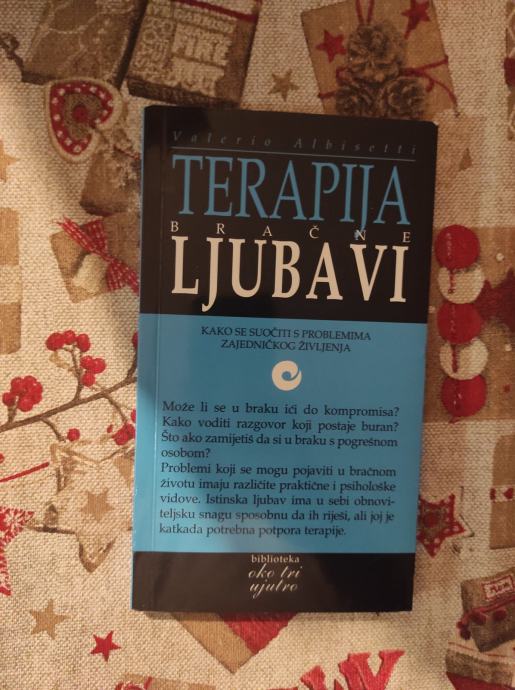 Valerio Albisetti
TERAPIJA
BRAČNE
LJUBAVI
KAKO SE SUOČITI S PROBLEMIMA
ZAJEDNIČKOG ŽIVLJENJA
Može li se u braku ići do kompromisa?
Kako voditi razgovor koji postaje buran?
Što ako zamijetiš da si u braku s pogrešnom
osobom?
Problemi koji se mogu pojaviti u bračnom
životu imaju različite praktične i psihološke
vidove. Istinska ljubav ima u sebi obnovi-
teljsku snagu sposobnu da ih riješi, ali joj je
katkada potrebna potpora terapije.
biblioteka
oko tri
ujutro